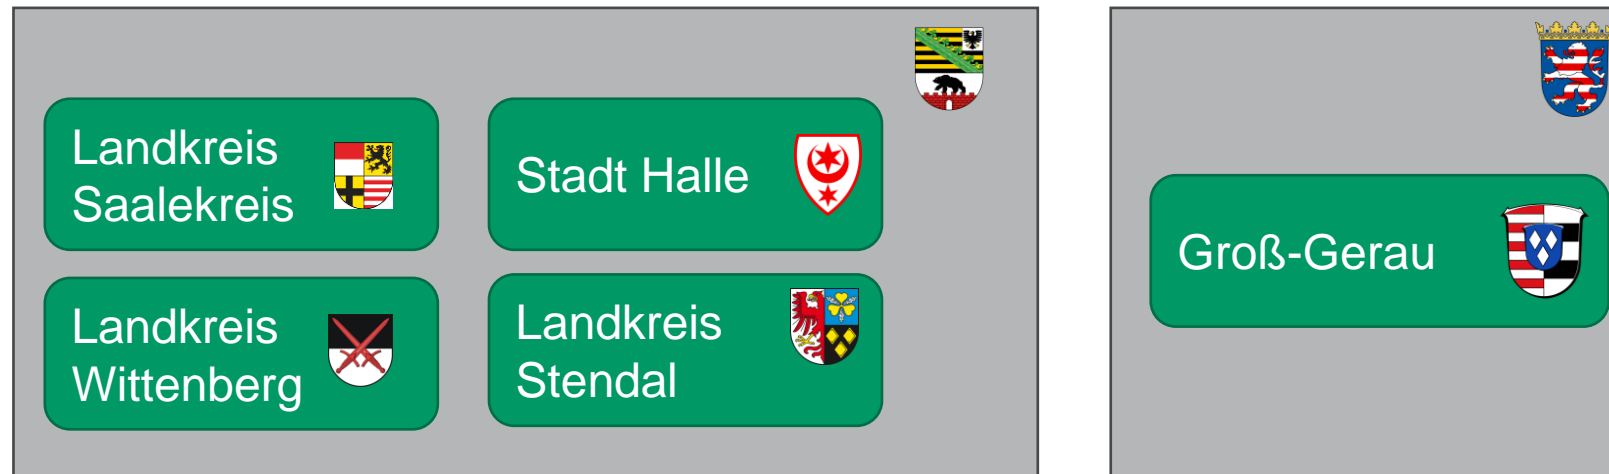 Landkreis
Saalekreis
Stadt Halle
Landkreis
Wittenberg
Landkreis
Stendal
Groß-Gerau